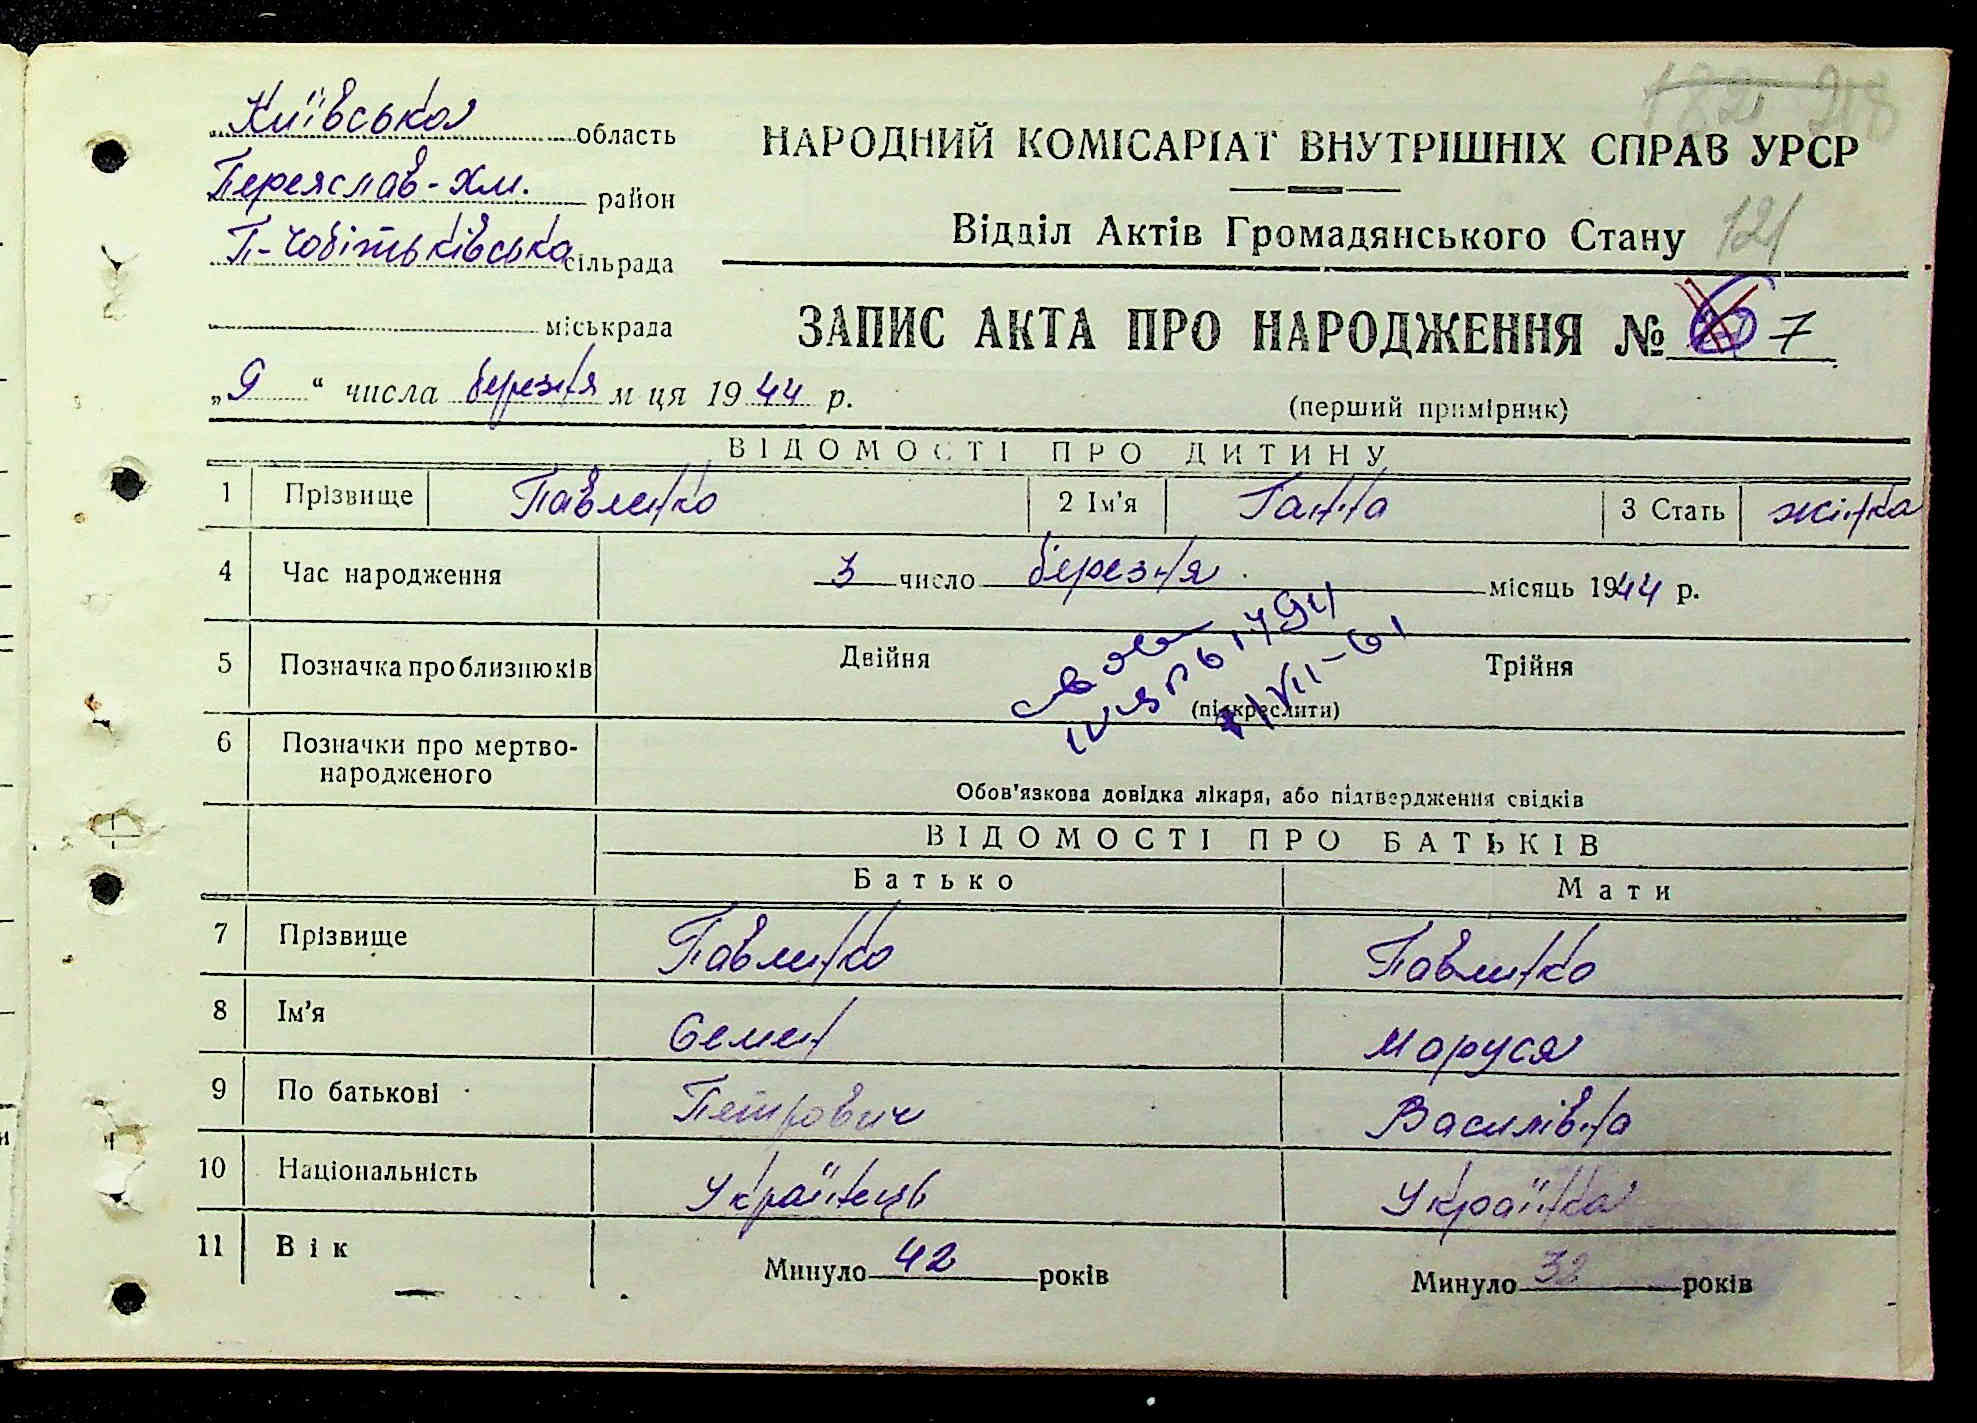 Київська область
Переяслав-Хм. район
П-Чобітьківська сільрада
міськрада
НАРОДНИЙ КОМІСАРІАТ ВНУТРІШНІХ СПРАВ УРСР
Відділ Актів Громадянського Стану 121
ЗАПИС АКТА ПРО НАРОДЖЕННЯ № 7
„9“ числа березня м ця 1944 р.
(перший примірник)
ВІДОМОСТІ ПРО ДИТИНУ
1 Прізвище Павленко 2 Ім'я Ганна 3 Стать жінка
4 Час народження 3 число березня місяць 1944 р.
5 Позначка про близнюків Двійня Трійня
(підкреслити)
6 Позначки про мертво-
народженого
Обов'язкова довідка лікаря, або підтвердження свідків
ВІДОМОСТІ ПРО БАТЬКІВ
Батько Мати
7 Прізвище Павленко Павленко
8 Ім'я Семен Маруся
9 По батькові Петрович Василівна
10 Національність Українець Українка
11 Вік Минуло 42 років Минуло 32 років